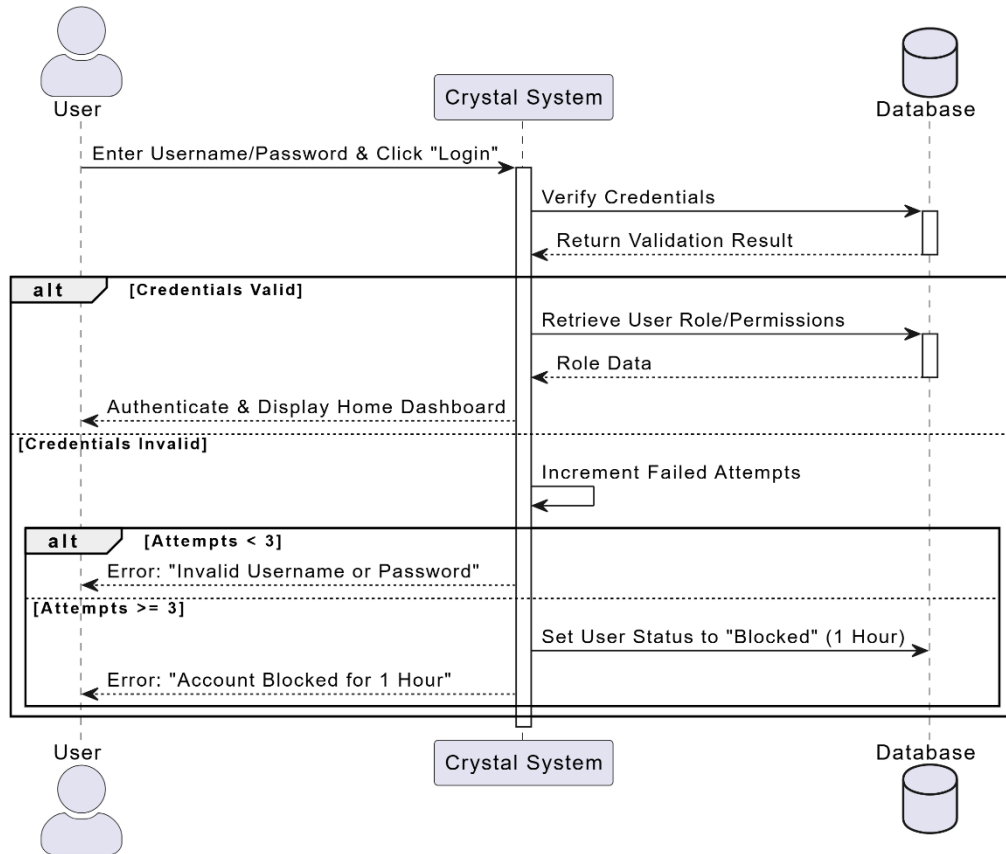 User
Crystal System
Database
Enter Username/Password & Click "Login"
Verify Credentials
Return Validation Result
alt [Credentials Valid]
Retrieve User Role/Permissions
Role Data
Authenticate & Display Home Dashboard
[Credentials Invalid]
Increment Failed Attempts
alt [Attempts < 3]
Error: "Invalid Username or Password"
[Attempts >= 3]
Set User Status to "Blocked" (1 Hour)
Error: "Account Blocked for 1 Hour"
User
Crystal System
Database